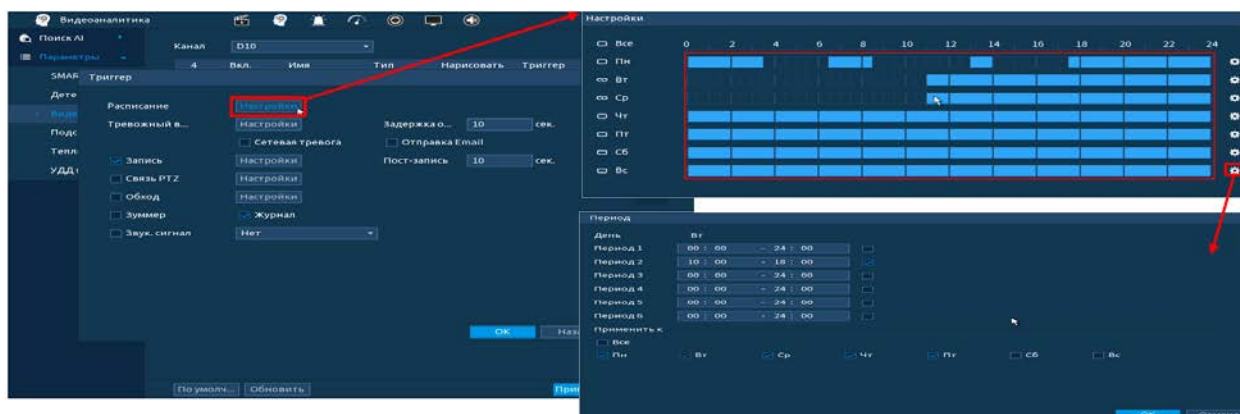 Видеоаналитика
Поиск AI
Параметры
SMAR
Дете
Виде
Подс
Тепл
УДД
Канал D10
4 Вкл. Имя Тип Нарисовать Триггер
Триггер
Расписание Настройки
Тревожный в... Настройки Задержка о... 10 сек.
Сетевая тревога Отправка Email
Запись Настройки Пост-запись 10 сек.
Связь PTZ Настройки
Обход Настройки
Зуммер Журнал
Звук. сигнал Нет
OK Наза
По умолч... Обновить При
Настройки
Все 0 2 4 6 8 10 12 14 16 18 20 22 24
Пн
Вт
Ср
Чт
Пт
Сб
Вс
Период
День Вт
Период 1 00 : 00 - 24 : 00
Период 2 10 : 00 - 18 : 00
Период 3 00 : 00 - 24 : 00
Период 4 00 : 00 - 24 : 00
Период 5 00 : 00 - 24 : 00
Период 6 00 : 00 - 24 : 00
Применить к
Все
Пн Вт Ср Чт Пт Сб Вс